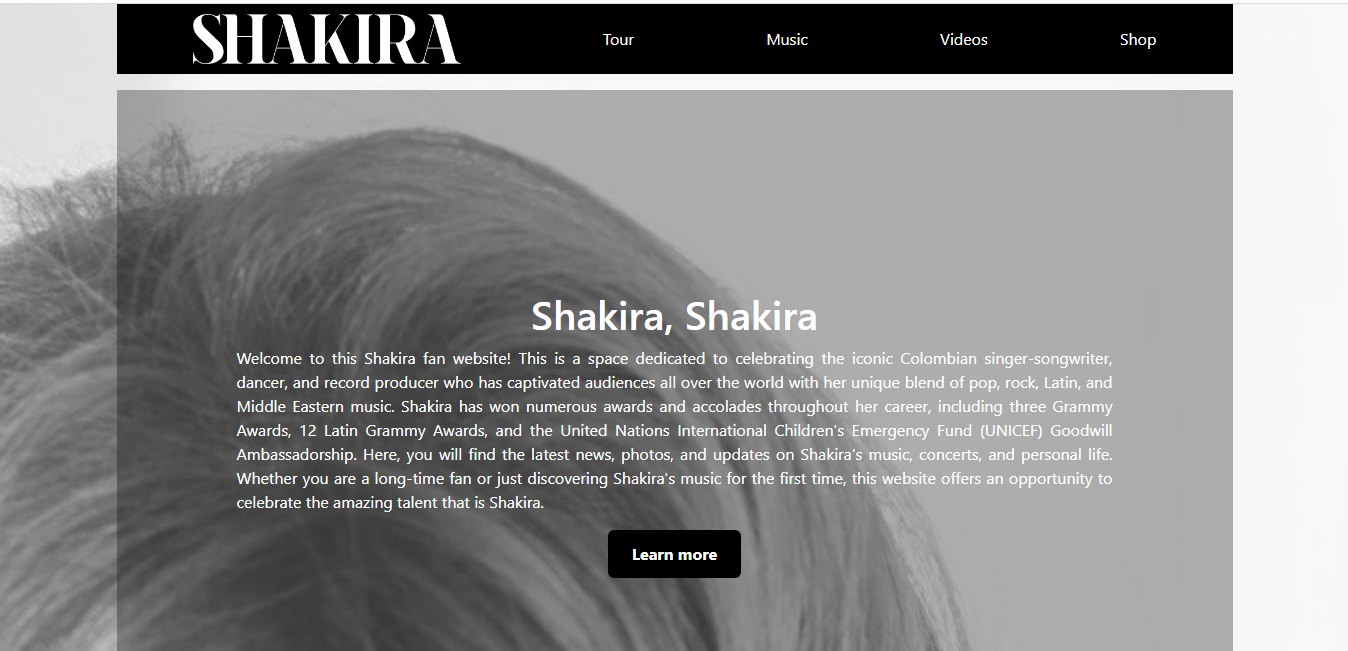 SHAKIRA
Tour
Music
Videos
Shop
Shakira, Shakira
Welcome to this Shakira fan website! This is a space dedicated to celebrating the iconic Colombian singer-songwriter,
dancer, and record producer who has captivated audiences all over the world with her unique blend of pop, rock, Latin, and
Middle Eastern music. Shakira has won numerous awards and accolades throughout her career, including three Grammy
Awards, 12 Latin Grammy Awards, and the United Nations International Children's Emergency Fund (UNICEF) Goodwill
Ambassadorship. Here, you will find the latest news, photos, and updates on Shakira's music, concerts, and personal life.
Whether you are a long-time fan or just discovering Shakira's music for the first time, this website offers an opportunity to
celebrate the amazing talent that is Shakira.
Learn more